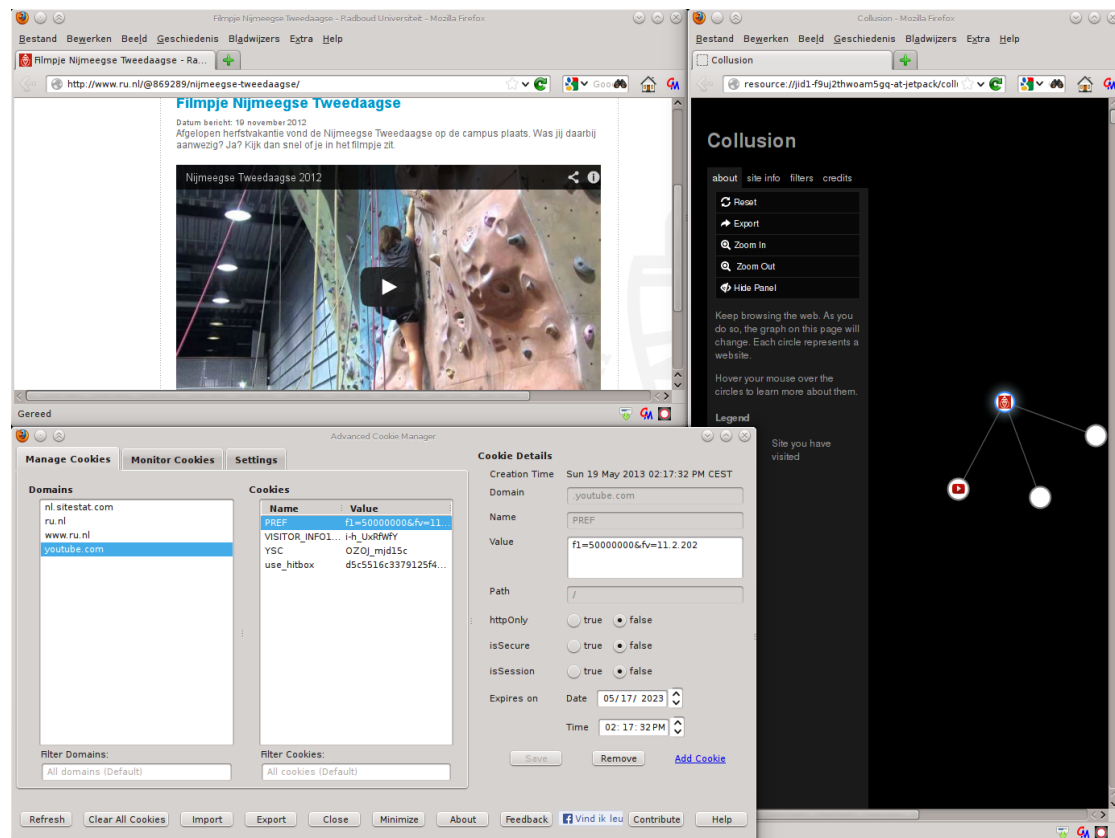 Filmpje Nijmeegse Tweedaagse - Radboud Universiteit - Mozilla Firefox
Bestand Bewerken Beeld Geschiedenis Bladwijzers Extra Help
Filmpje Nijmeegse Tweedaagse - Ra...
http://www.ru.nl/@869289/nijmeegse-tweedaagse/
Goo
Filmpje Nijmeegse Tweedaagse
Datum bericht: 19 november 2012
Afgelopen herfstvakantie vond de Nijmeegse Tweedaagse op de campus plaats. Was jij daarbij
aanwezig? Ja? Kijk dan snel of je in het filmpje zit.
Nijmeegse Tweedaagse 2012
Gereed
Collusion - Mozilla Firefox
Bestand Bewerken Beeld Geschiedenis Bladwijzers Extra Help
Collusion
resource://jid1-f9uj2thwoam5gq-at-jetpack/coll
Collusion
about site info filters credits
Reset
Export
Zoom In
Zoom Out
Hide Panel
Keep browsing the web. As you
do so, the graph on this page will
change. Each circle represents a
website.
Hover your mouse over the
circles to learn more about them.
Legend
Site you have
visited
Advanced Cookie Manager
Manage Cookies Monitor Cookies Settings
Domains
nl.sitestat.com
ru.nl
www.ru.nl
youtube.com
Filter Domains:
All domains (Default)
Cookies
Name Value
PREF f1=50000000&fv=11...
VISITOR_INFO1... i-h_UxRfWfY
YSC OZOJ_mjd15c
use_hitbox d5c5516c3379125f4...
Filter Cookies:
All cookies (Default)
Cookie Details
Creation Time Sun 19 May 2013 02:17:32 PM CEST
Domain .youtube.com
Name PREF
Value f1=50000000&fv=11.2.202
Path /
httpOnly true false
isSecure true false
isSession true false
Expires on Date 05/17/2023
Time 02:17:32 PM
Save Remove Add Cookie
Refresh Clear All Cookies Import Export Close Minimize About Feedback Vind ik leu Contribute Help